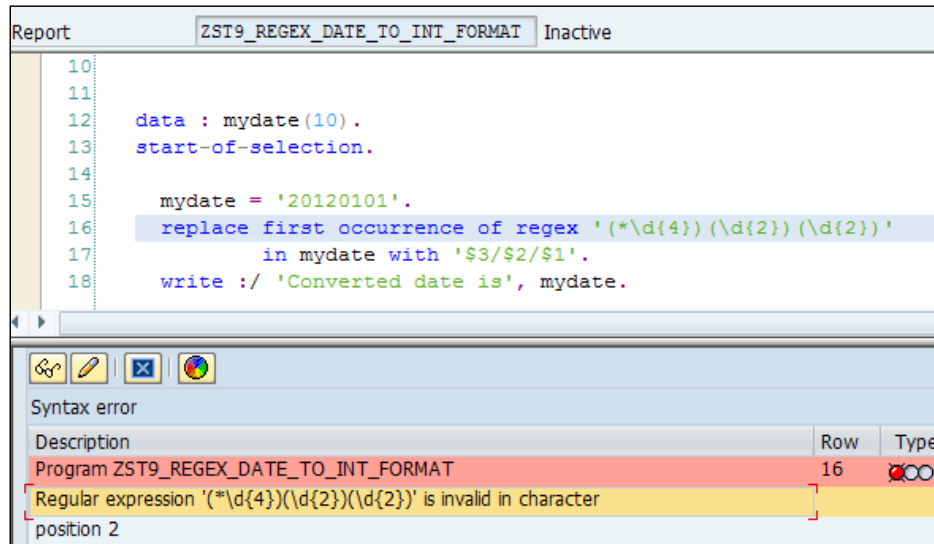 Report ZST9_REGEX_DATE_TO_INT_FORMAT Inactive
10
11
12 data : mydate(10).
13 start-of-selection.
14
15 mydate = '20120101'.
16 replace first occurrence of regex '(*\d{4})(\d{2})(\d{2})'
17 in mydate with '$3/$2/$1'.
18 write :/ 'Converted date is', mydate.
Syntax error
Description Row Type
Program ZST9_REGEX_DATE_TO_INT_FORMAT 16
Regular expression '(*\d{4})(\d{2})(\d{2})' is invalid in character
position 2